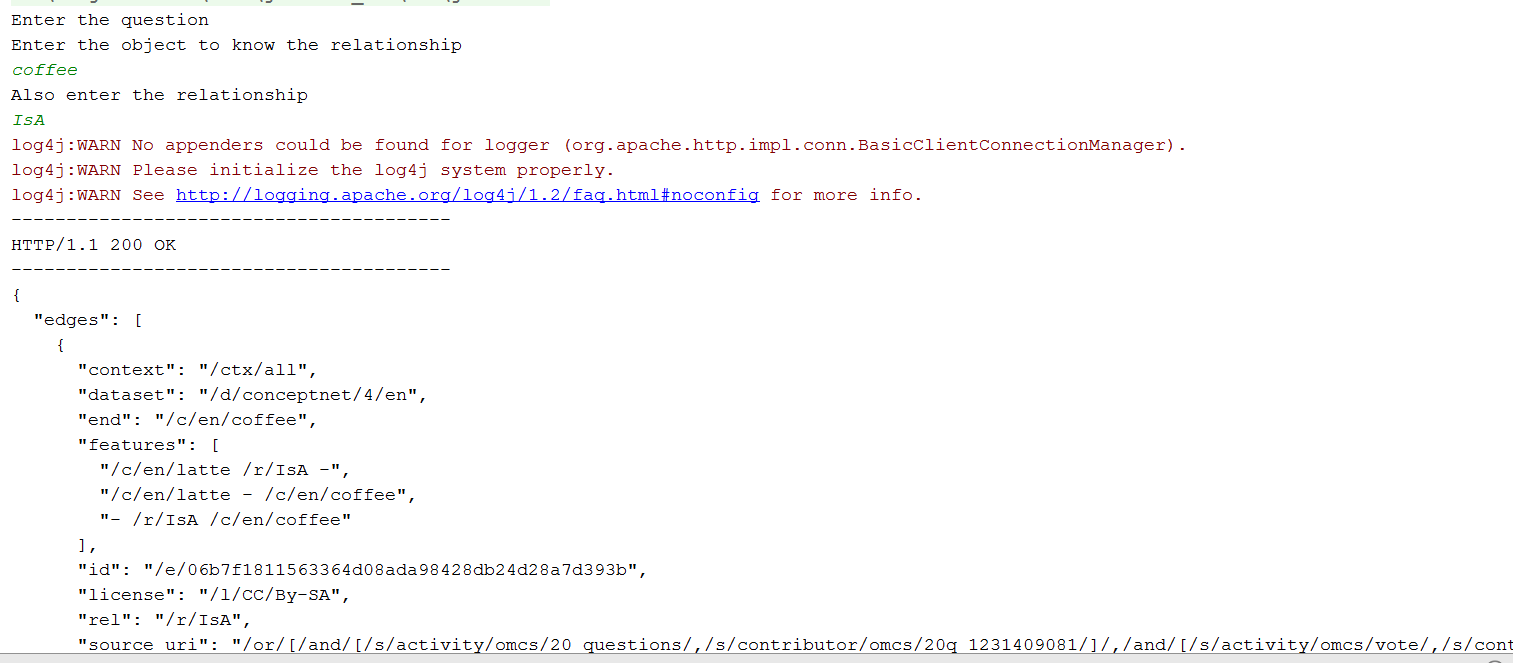 Enter the question
Enter the object to know the relationship
coffee
Also enter the relationship
IsA
log4j:WARN No appenders could be found for logger (org.apache.http.impl.conn.BasicClientConnectionManager).
log4j:WARN Please initialize the log4j system properly.
log4j:WARN See http://logging.apache.org/log4j/1.2/faq.html#noconfig for more info.
----------------------------------------
HTTP/1.1 200 OK
----------------------------------------
{
  "edges": [
    {
      "context": "/ctx/all",
      "dataset": "/d/conceptnet/4/en",
      "end": "/c/en/coffee",
      "features": [
        "/c/en/latte /r/IsA -",
        "/c/en/latte - /c/en/coffee",
        "- /r/IsA /c/en/coffee"
      ],
      "id": "/e/06b7f1811563364d08ada98428db24d28a7d393b",
      "license": "/l/CC/By-SA",
      "rel": "/r/IsA",
      "source_uri": "/or/[/and/[/s/activity/omcs/20_questions/,/s/contributor/omcs/20q_1231409081/]/,/and/[/s/activity/omcs/vote/,/s/cont